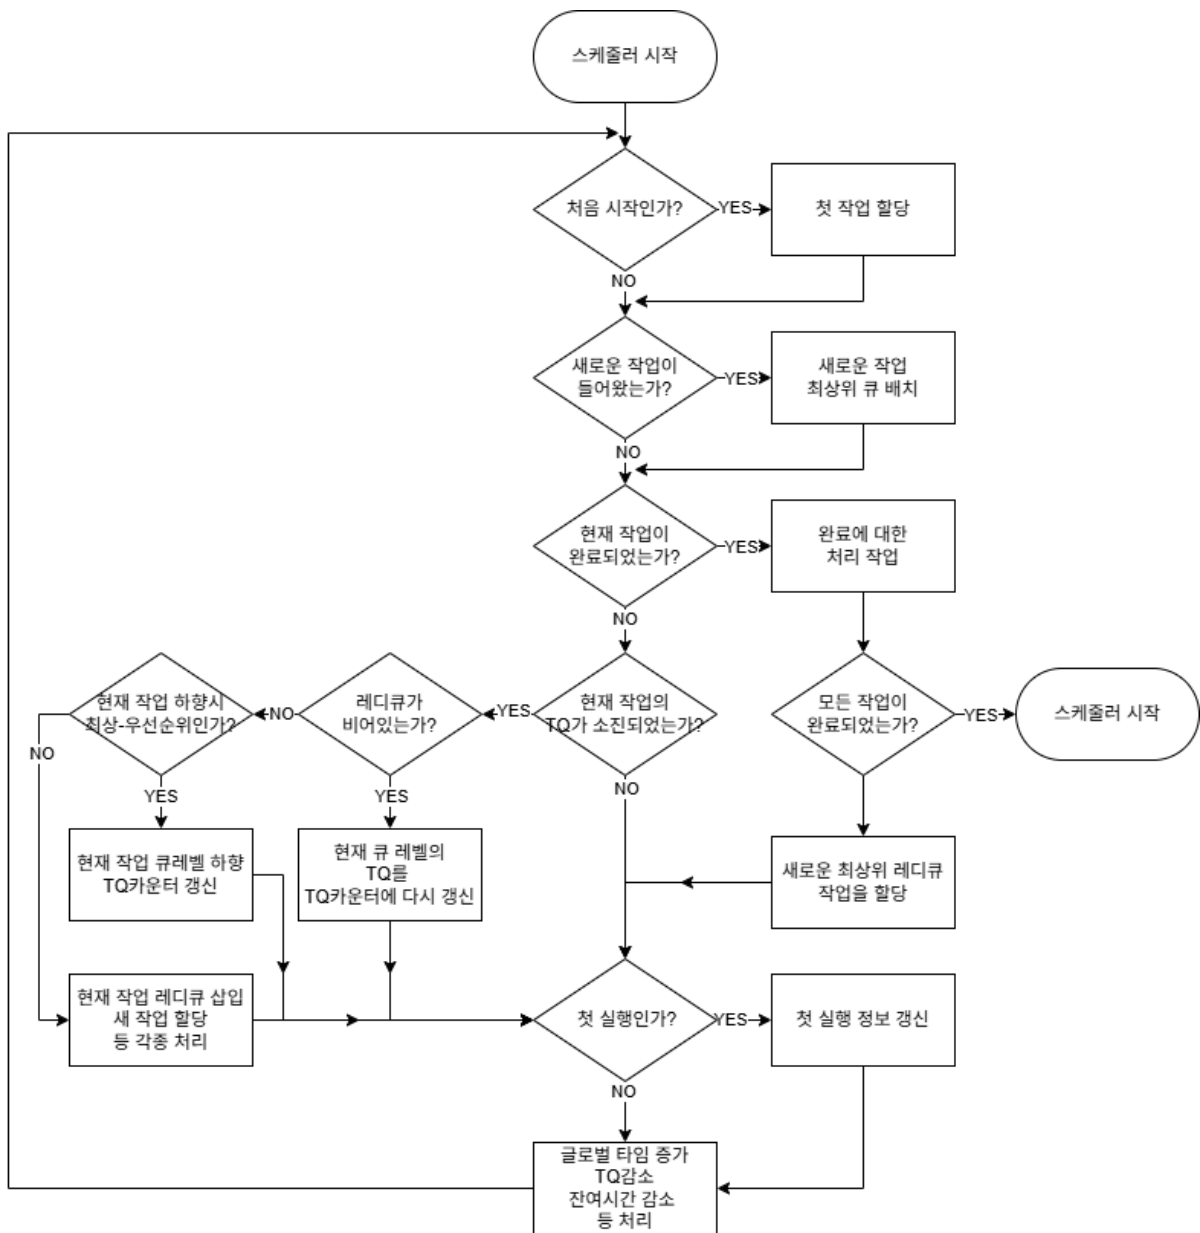 스케줄러 시작
처음 시작인가?
YES
첫 작업 할당
NO
새로운 작업이
들어왔는가?
YES
새로운 작업
최상위 큐 배치
NO
현재 작업이
완료되었는가?
YES
완료에 대한
처리 작업
NO
현재 작업 하향시
최상-우선순위인가?
NO
레디큐가
비어있는가?
YES
현재 작업의
TQ가 소진되었는가?
모든 작업이
완료되었는가?
YES
스케줄러 시작
NO
YES
YES
NO
현재 작업 큐레벨 하향
TQ카운터 갱신
현재 큐 레벨의
TQ를
TQ카운터에 다시 갱신
새로운 최상위 레디큐
작업을 할당
현재 작업 레디큐 삽입
새 작업 할당
등 각종 처리
첫 실행인가?
YES
첫 실행 정보 갱신
NO
글로벌 타임 증가
TQ감소
잔여시간 감소
등 처리